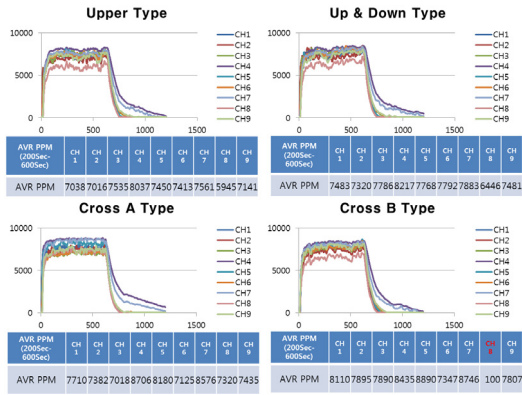 Upper Type
10000
5000
0
0
500
1000
1500
CH1
CH2
CH3
CH4
CH5
CH6
CH7
CH8
CH9
AVR PPM (200Sec-600Sec) CH 1 CH 2 CH 3 CH 4 CH 5 CH 6 CH 7 CH 8 CH 9
AVR PPM 7038 7016 7535 8037 7450 7413 7561 5945 7141
Up & Down Type
10000
5000
0
0
500
1000
1500
CH1
CH2
CH3
CH4
CH5
CH6
CH7
CH8
CH9
AVR PPM (200Sec-600Sec) CH 1 CH 2 CH 3 CH 4 CH 5 CH 6 CH 7 CH 8 CH 9
AVR PPM 7483 7320 7786 8217 7768 7792 7883 6446 7481
Cross A Type
10000
5000
0
0
500
1000
1500
CH1
CH2
CH3
CH4
CH5
CH6
CH7
CH8
CH9
AVR PPM (200Sec-600Sec) CH 1 CH 2 CH 3 CH 4 CH 5 CH 6 CH 7 CH 8 CH 9
AVR PPM 7710 7382 7018 8706 8180 7125 8576 7320 7435
Cross B Type
10000
5000
0
0
500
1000
1500
CH1
CH2
CH3
CH4
CH5
CH6
CH7
CH8
CH9
AVR PPM (200Sec-600Sec) CH 1 CH 2 CH 3 CH 4 CH 5 CH 6 CH 7 CH 8 CH 9
AVR PPM 8110 7895 7890 8435 8890 7347 8746 100 7807